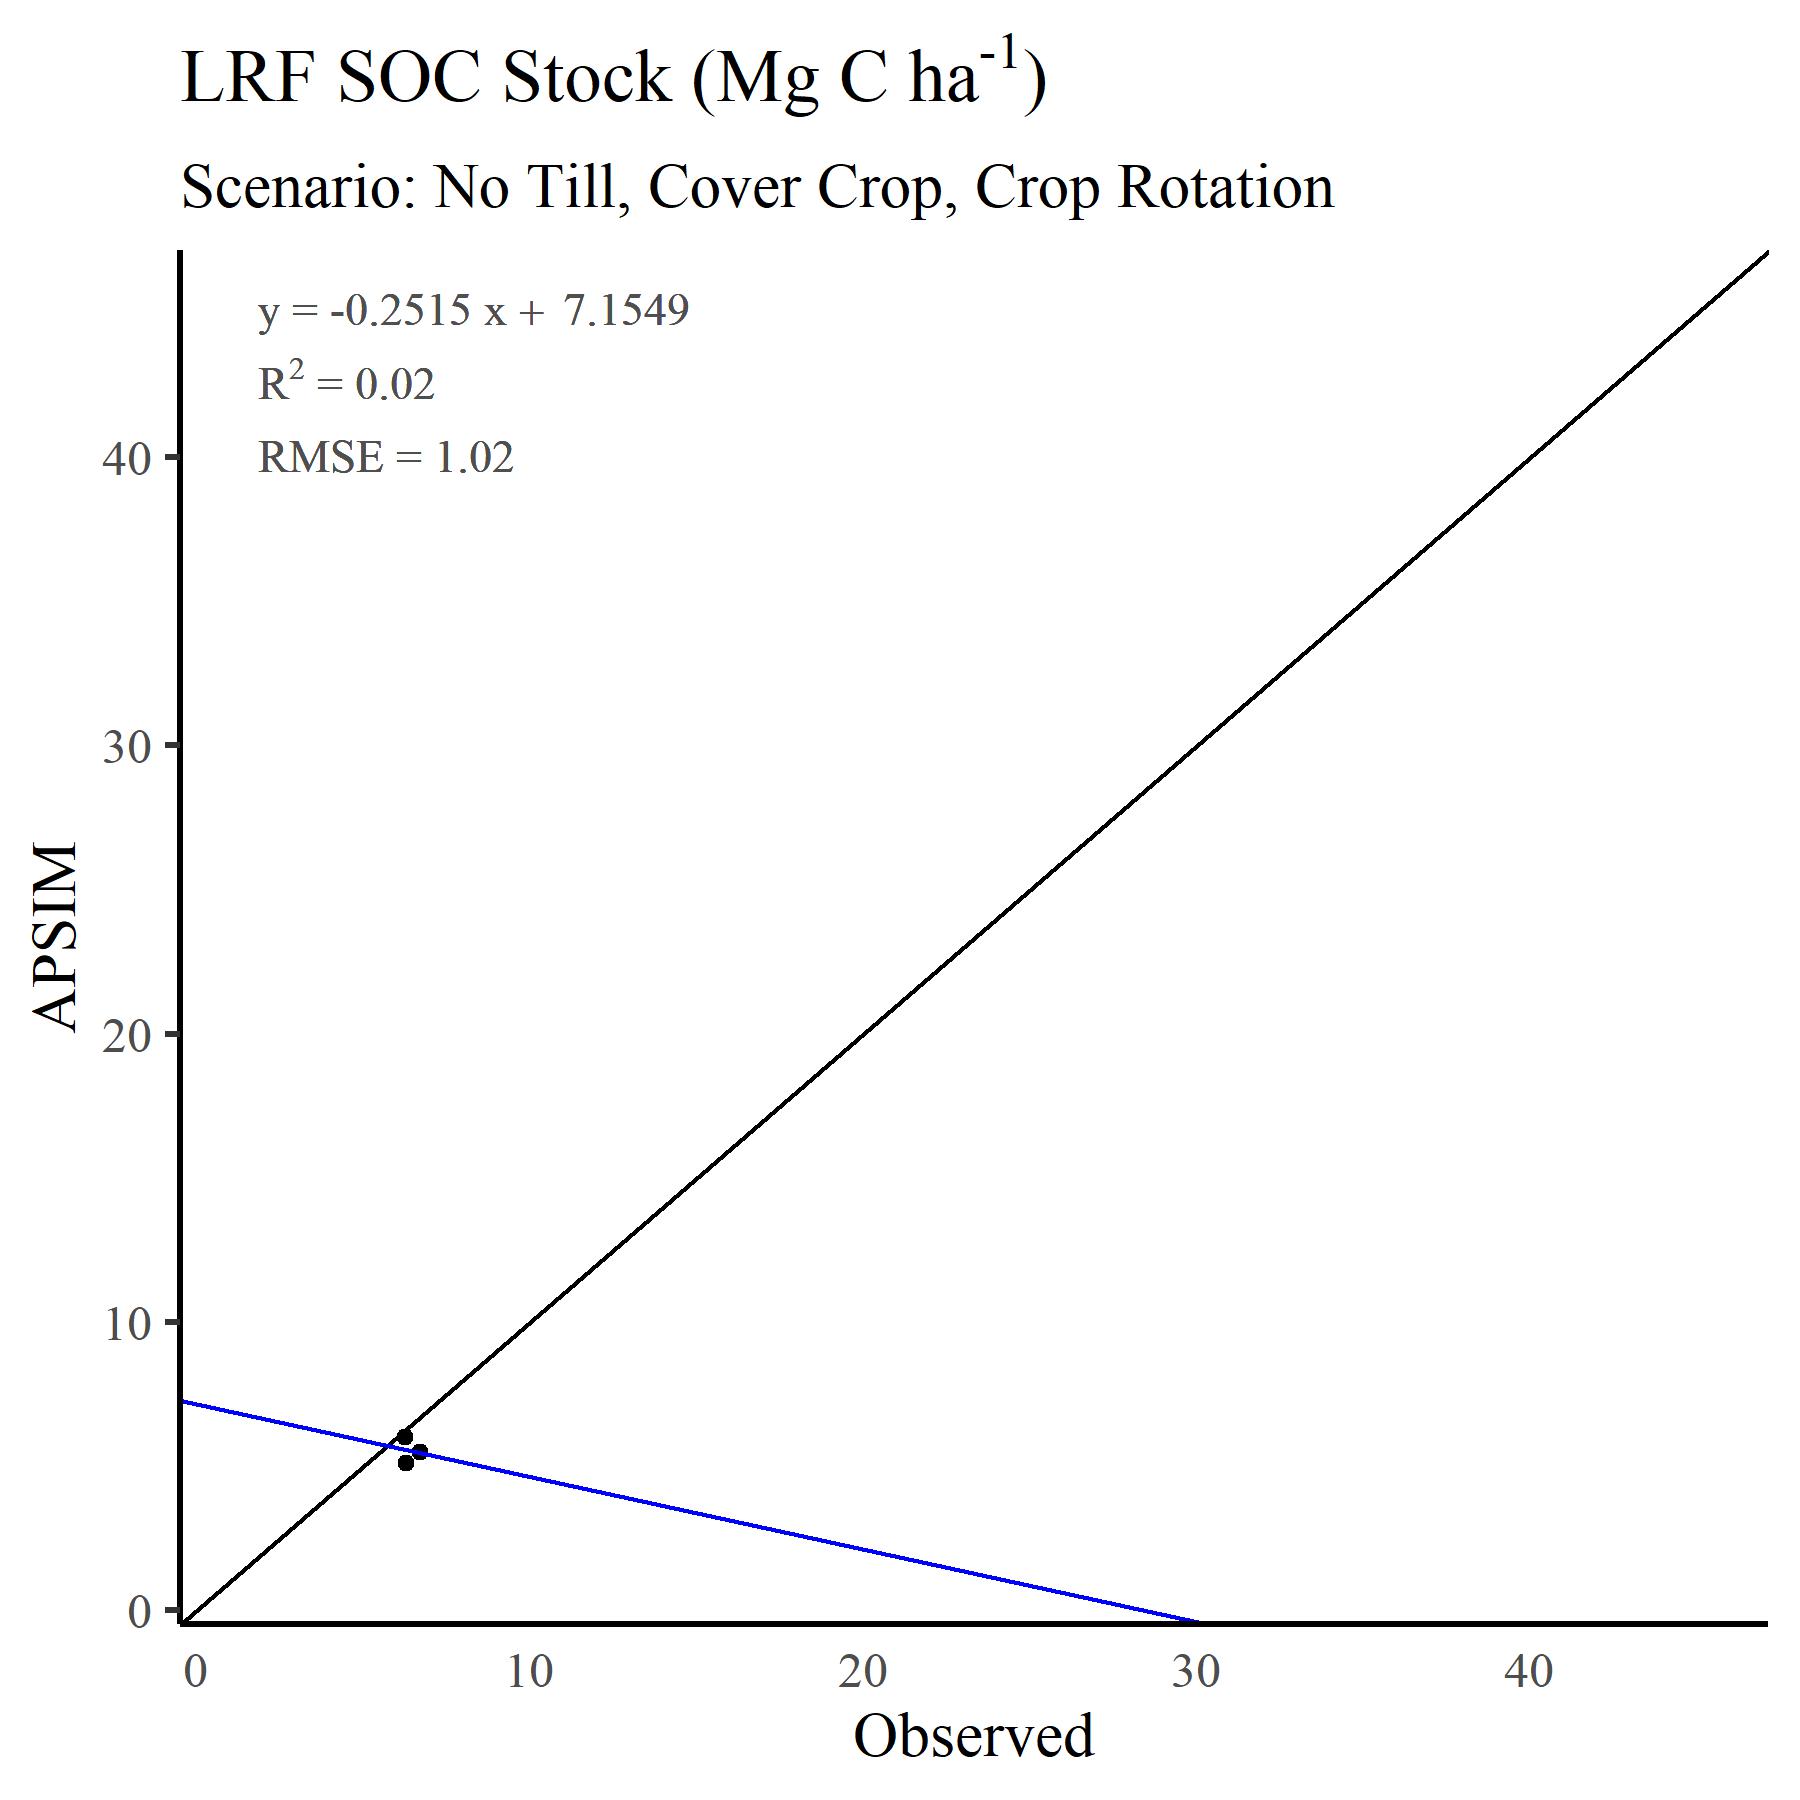 LRF SOC Stock (Mg C ha⁻¹)
Scenario: No Till, Cover Crop, Crop Rotation
y = -0.2515 x + 7.1549
R² = 0.02
RMSE = 1.02
40
30
20
10
0
APSIM
0 10 20 30 40
Observed